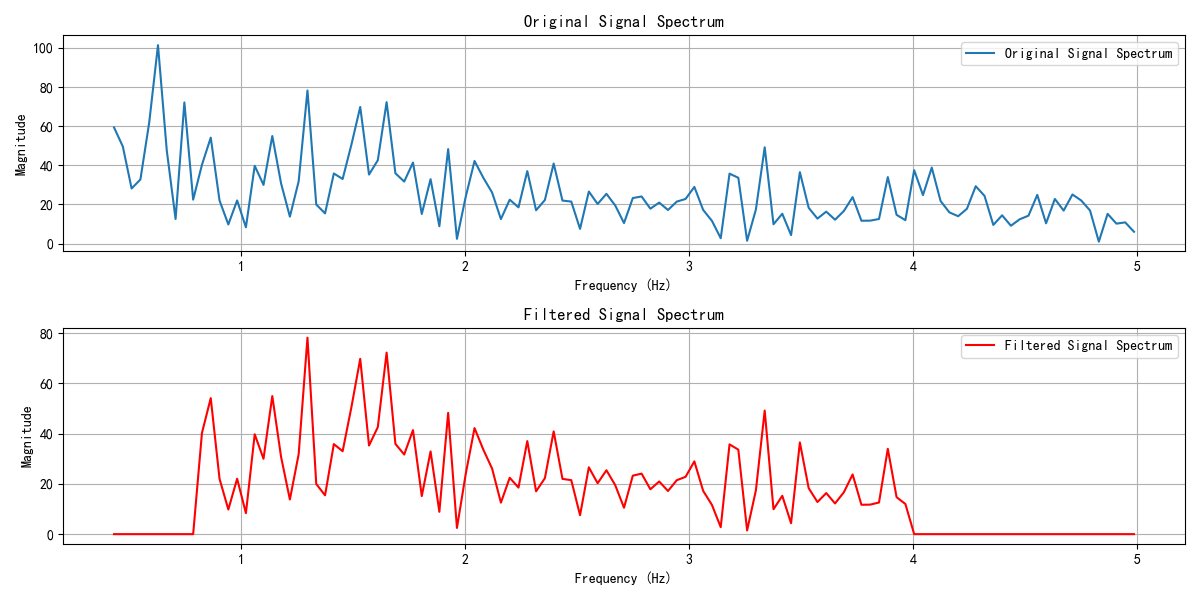 Original Signal Spectrum
100
80
60
40
20
0
Magnitude
Original Signal Spectrum
1
2
3
4
5
Frequency (Hz)
Filtered Signal Spectrum
80
60
40
20
0
Magnitude
Filtered Signal Spectrum
1
2
3
4
5
Frequency (Hz)